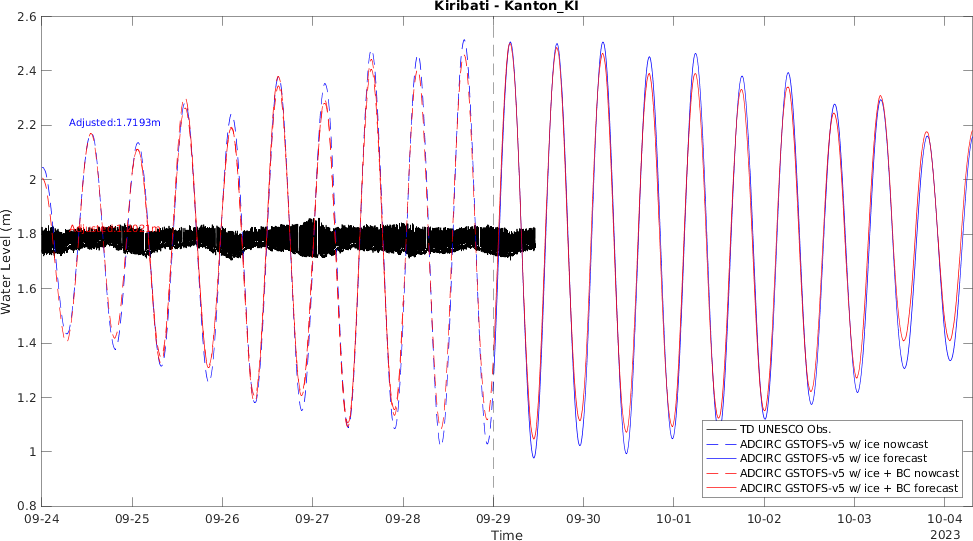 Kiribati - Kanton_KI
2.6
2.4
2.2
2
1.8
1.6
1.4
1.2
1
0.8
Water Level (m)
Adjusted:1.7193m
TD UNESCO Obs.
ADCIRC GSTOFS-v5 w/ ice nowcast
ADCIRC GSTOFS-v5 w/ ice forecast
ADCIRC GSTOFS-v5 w/ ice + BC nowcast
ADCIRC GSTOFS-v5 w/ ice + BC forecast
09-24
09-25
09-26
09-27
09-28
09-29
09-30
10-01
10-02
10-03
10-04
Time
2023